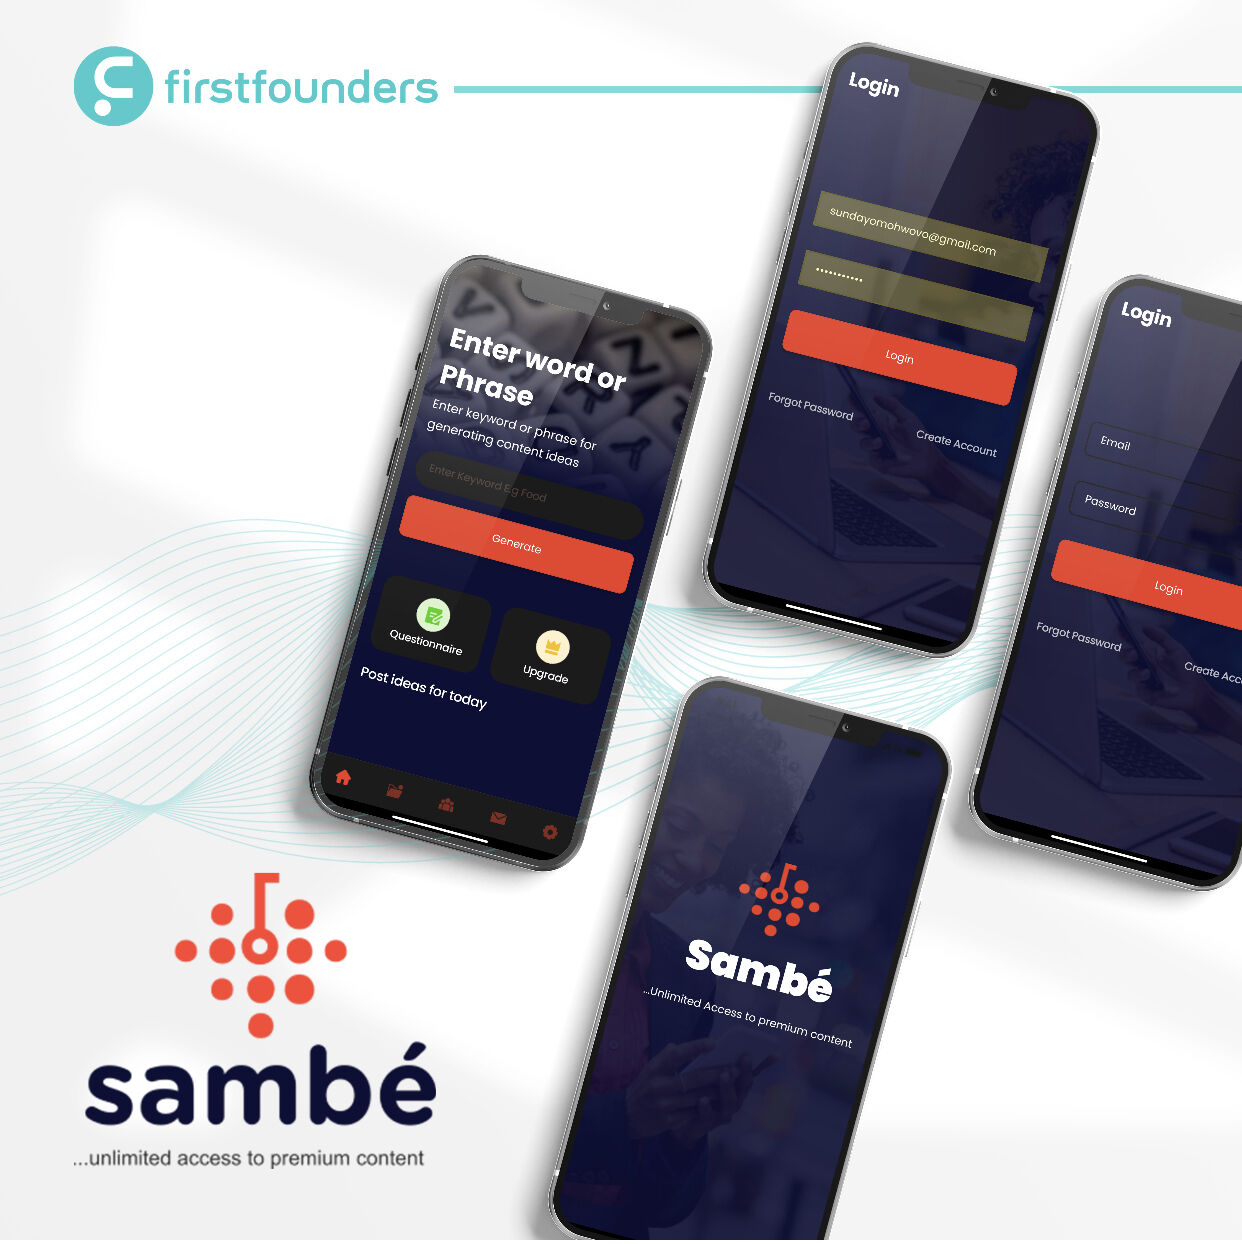 firstfounders
Login
sundayomohwovo@gmail.com
•••••••••••
Login
Forgot Password
Create Account
Enter word or
Phrase
Enter keyword or phrase for
generating content ideas
Enter Keyword Eg Food
Generate
Questionnaire
Upgrade
Post ideas for today
Login
Email
Password
Login
Forgot Password
Create Acc
Sambé
...Unlimited Access to premium content
sambé
...unlimited access to premium content